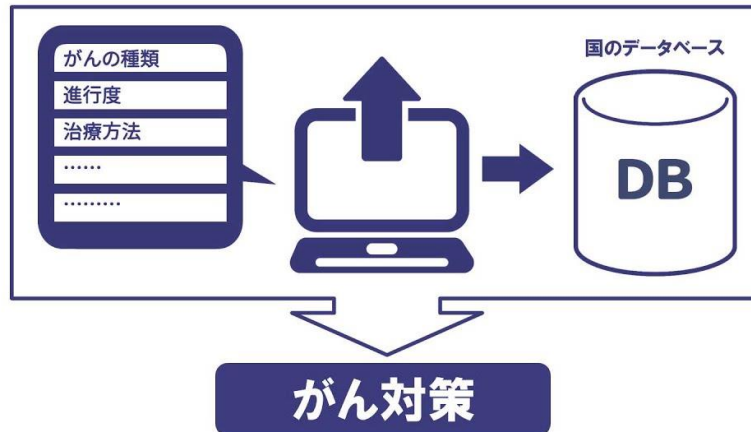 がんの種類
進行度
治療方法
……
………
国のデータベース
DB
がん対策